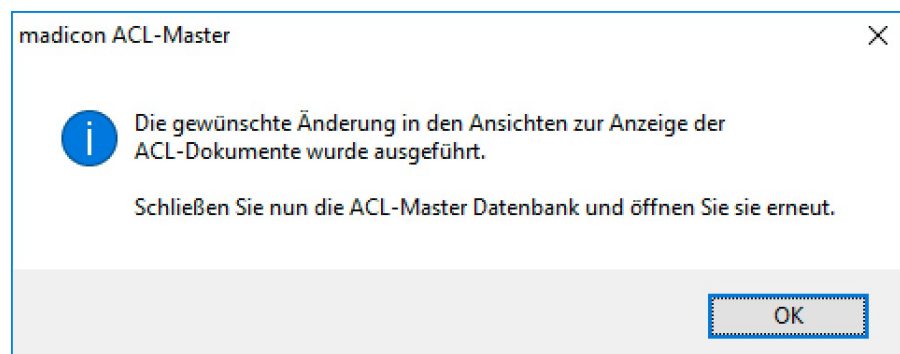 madicon ACL-Master
Die gewünschte Änderung in den Ansichten zur Anzeige der
ACL-Dokumente wurde ausgeführt.
Schließen Sie nun die ACL-Master Datenbank und öffnen Sie sie erneut.
OK